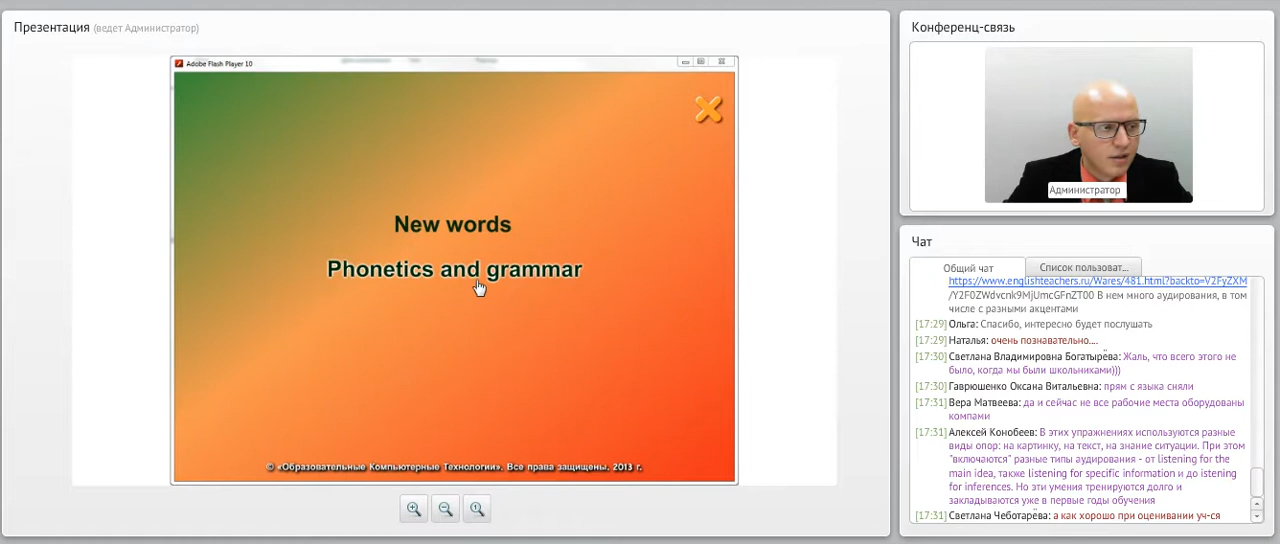 Презентация (ведет Администратор)
Adobe Flash Player 10
New words
Phonetics and grammar
© «Образовательные Компьютерные Технологии». Все права защищены, 2013 г.
Конференц-связь
Администратор
Чат
Общий чат
Список пользоват...
https://www.englishteachers.ru/Wares/481.html?backto=V2FyZXM
/Y2F0ZWdvcnk9MjUmcGFnZT00 В нем много аудирования, в том
числе с разными акцентами
[17:29] Ольга: Спасибо, интересно будет послушать
[17:29] Наталья: очень познавательно....
[17:30] Светлана Владимировна Богатырёва: Жаль, что всего этого не
было, когда мы были школьниками)))
[17:30] Гаврюшенко Оксана Витальевна: прям с языка сняли
[17:31] Вера Матвеева: да и сейчас не все рабочие места оборудованы
компами
[17:31] Алексей Конобеев: В этих упражнениях используются разные
виды опор: на картинку, на текст, на знание ситуации. При этом
"включаются" разные типы аудирования - от listening for the
main idea, также listening for specific information и до istening
for inferences. Но эти умения тренируются долго и
закладываются уже в первые годы обучения
[17:31] Светлана Чеботарёва: а как хорошо при оценивании уч-ся